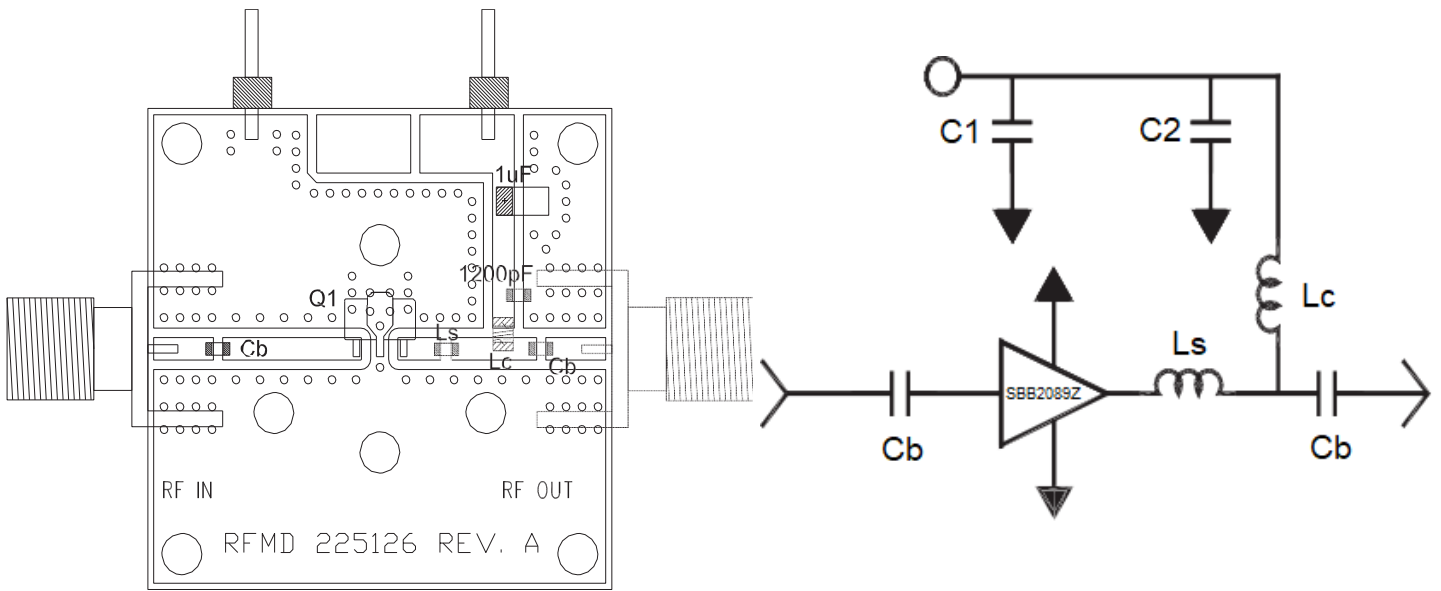 1uF
1200pF
Q1
Ls
Cb
Lc
Cb
RF IN
RF OUT
RFMD 225126 REV. A
C1
C2
Lc
Ls
SBB2089Z
Cb
Cb